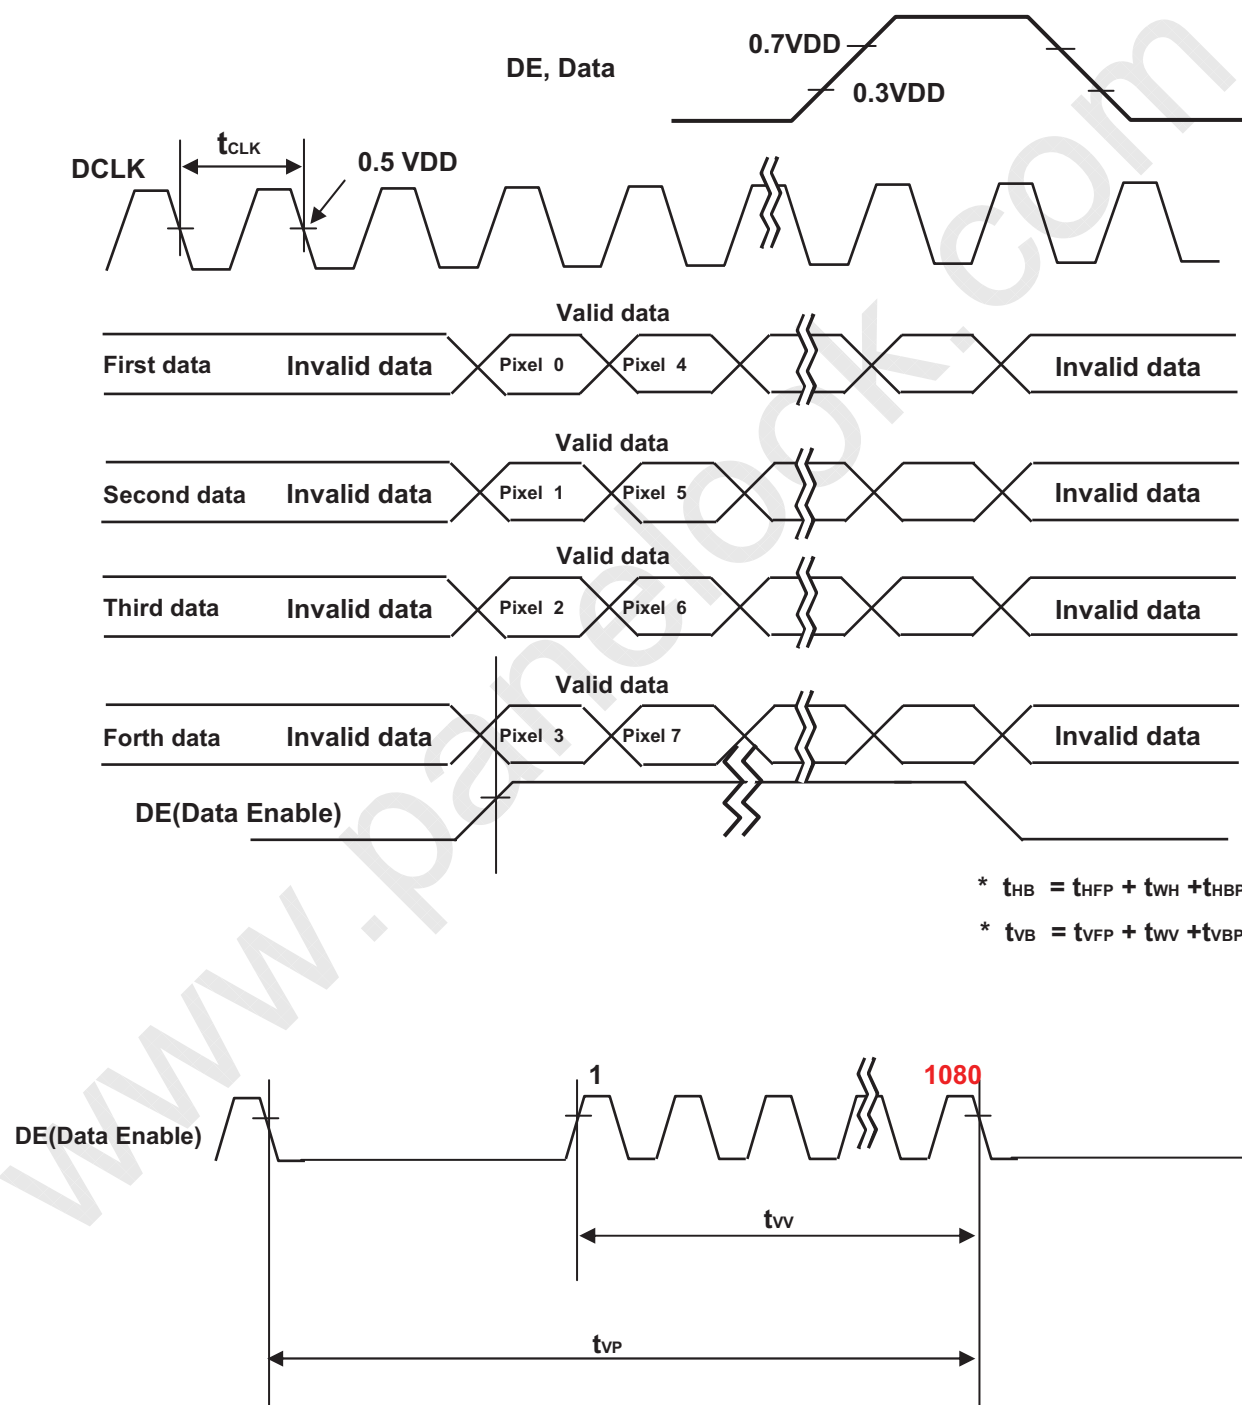 0.7VDD
DE, Data
0.3VDD
tCLK
0.5 VDD
DCLK
Valid data
First data Invalid data Pixel 0 Pixel 4 Invalid data
Valid data
Second data Invalid data Pixel 1 Pixel 5 Invalid data
Valid data
Third data Invalid data Pixel 2 Pixel 6 Invalid data
Valid data
Forth data Invalid data Pixel 3 Pixel 7 Invalid data
DE(Data Enable)
* tHB = tHFP + tWH +tHBP
* tVB = tVFP + tWV +tVBP
1 1080
DE(Data Enable)
tVV
tVP
www.panelook.com